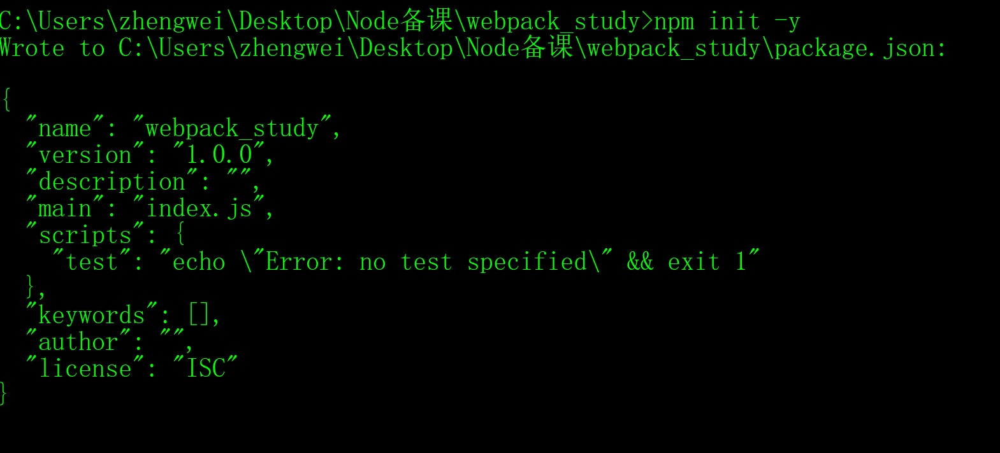 C:\Users\zhengwei\Desktop\Node备课\webpack_study>npm init -y
Wrote to C:\Users\zhengwei\Desktop\Node备课\webpack_study\package.json:
{
  "name": "webpack_study",
  "version": "1.0.0",
  "description": "",
  "main": "index.js",
  "scripts": {
    "test": "echo \"Error: no test specified\" && exit 1"
  },
  "keywords": [],
  "author": "",
  "license": "ISC"
}